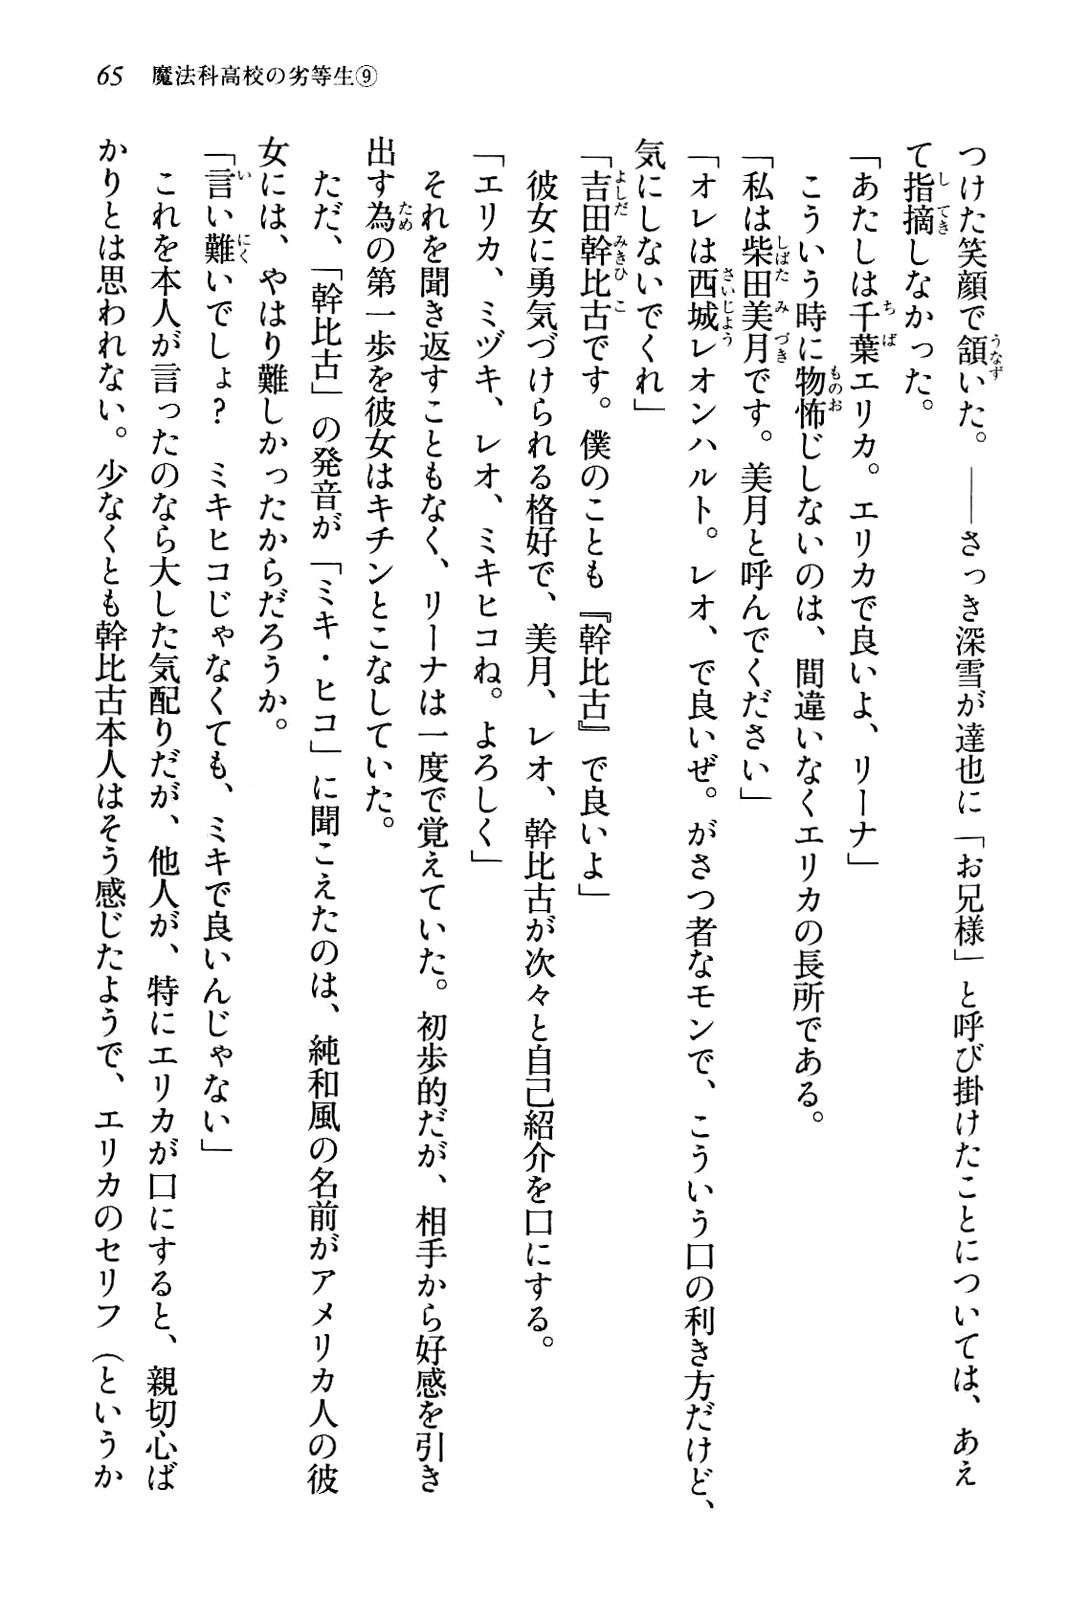 65　魔法科高校の劣等生⑨
つけた笑顔で頷いた。――さっき深雪が達也に「お兄様」と呼び掛けたことについては、あえ
て指摘しなかった。
「あたしは千葉エリカ。エリカで良いよ、リーナ」
　こういう時に物怖じしないのは、間違いなくエリカの長所である。
「私は柴田美月です。美月と呼んでください」
「オレは西城レオンハルト。レオ、で良いぜ。がさつ者なモンで、こういう口の利き方だけど、
気にしないでくれ」
「吉田幹比古です。僕のことも『幹比古』で良いよ」
　彼女に勇気づけられる格好で、美月、レオ、幹比古が次々と自己紹介を口にする。
「エリカ、ミヅキ、レオ、ミキヒコね。よろしく」
　それを聞き返すこともなく、リーナは一度で覚えていた。初歩的だが、相手から好感を引き
出す為の第一歩を彼女はキチンとこなしていた。
　ただ、「幹比古」の発音が「ミキ・ヒコ」に聞こえたのは、純和風の名前がアメリカ人の彼
女には、やはり難しかったからだろうか。
「言い難いでしょ？　ミキヒコじゃなくても、ミキで良いんじゃない」
　これを本人が言ったのなら大した気配りだが、他人が、特にエリカが口にすると、親切心ば
かりとは思われない。少なくとも幹比古本人はそう感じたようで、エリカのセリフ（というか